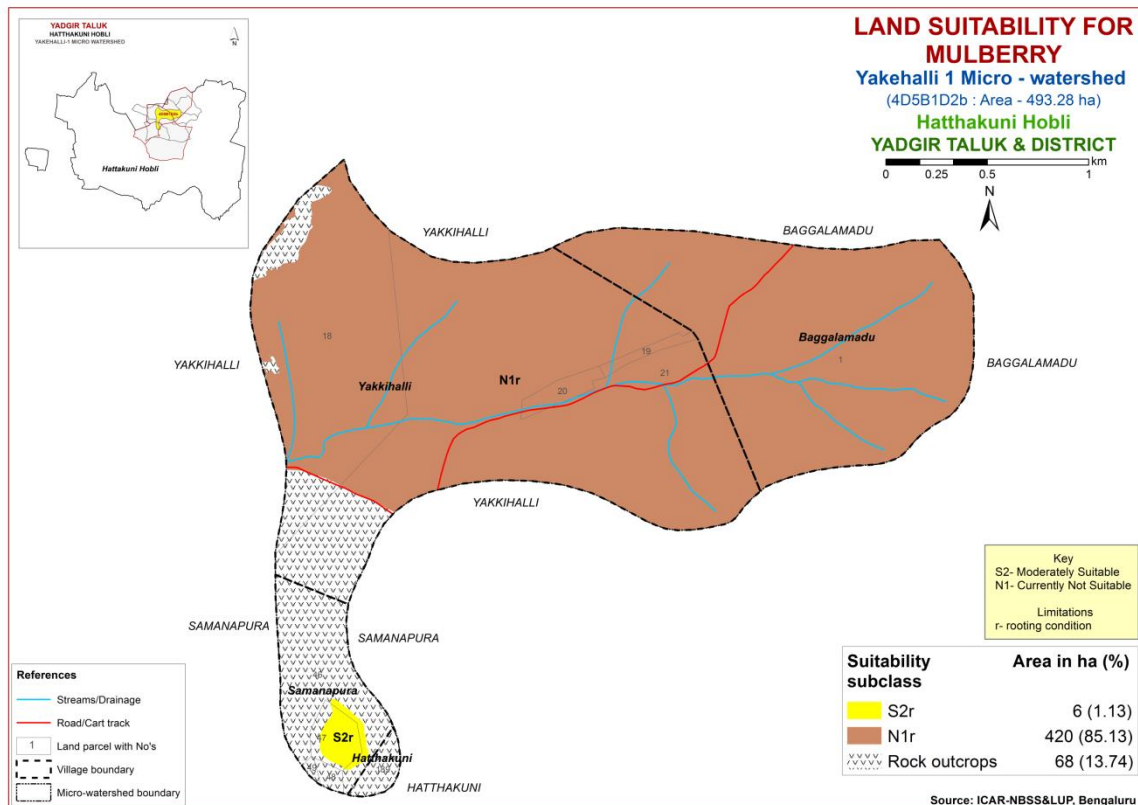 YADGIR TALUK
HATTHAKUNI HOBLI
YAKEHALLI-1 MICRO WATERSHED
N
Hattakuni Hobli
LAND SUITABILITY FOR
MULBERRY
Yakehalli 1 Micro - watershed
(4D5B1D2b : Area - 493.28 ha)
Hatthakuni Hobli
YADGIR TALUK & DISTRICT
km
0 0.25 0.5 1
N
YAKKIHALLI
BAGGALAMADU
18
19
Baggalamadu
1
YAKKIHALLI
BAGGALAMADU
Yakkihalli
N1r
20
21
YAKKIHALLI
SAMANAPURA
SAMANAPURA
Samanapura
47
S2r
Hatthakuni
48
HATTHAKUNI
Key
S2- Moderately Suitable
N1- Currently Not Suitable
Limitations
r- rooting condition
Suitability subclass Area in ha (%)
S2r 6 (1.13)
N1r 420 (85.13)
Rock outcrops 68 (13.74)
References
Streams/Drainage
Road/Cart track
1 Land parcel with No's
Village boundary
Micro-watershed boundary
Source: ICAR-NBSS&LUP, Bengaluru